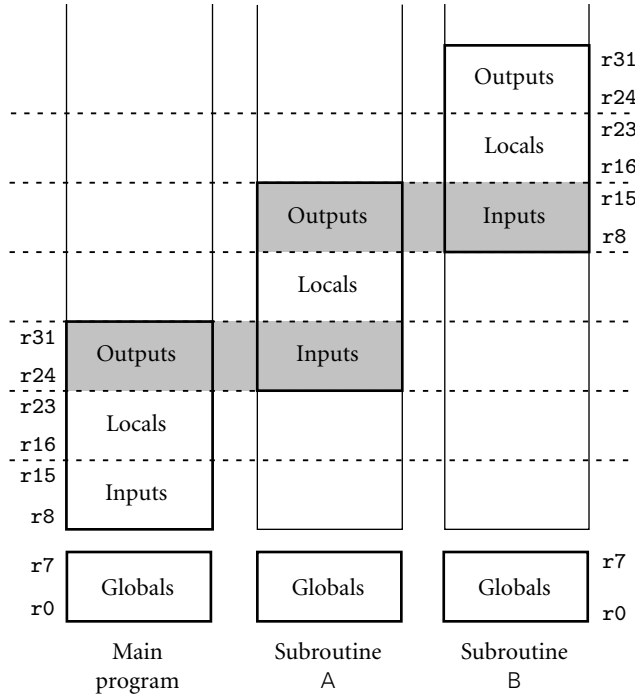 r31
Outputs
r24
r23
Locals
r16
Outputs
Inputs
r15
r8
Locals
r31
Outputs
Inputs
r24
r23
Locals
r16
r15
Inputs
r8
r7
Globals
Globals
Globals
r7
r0
r0
Main
program
Subroutine
A
Subroutine
B